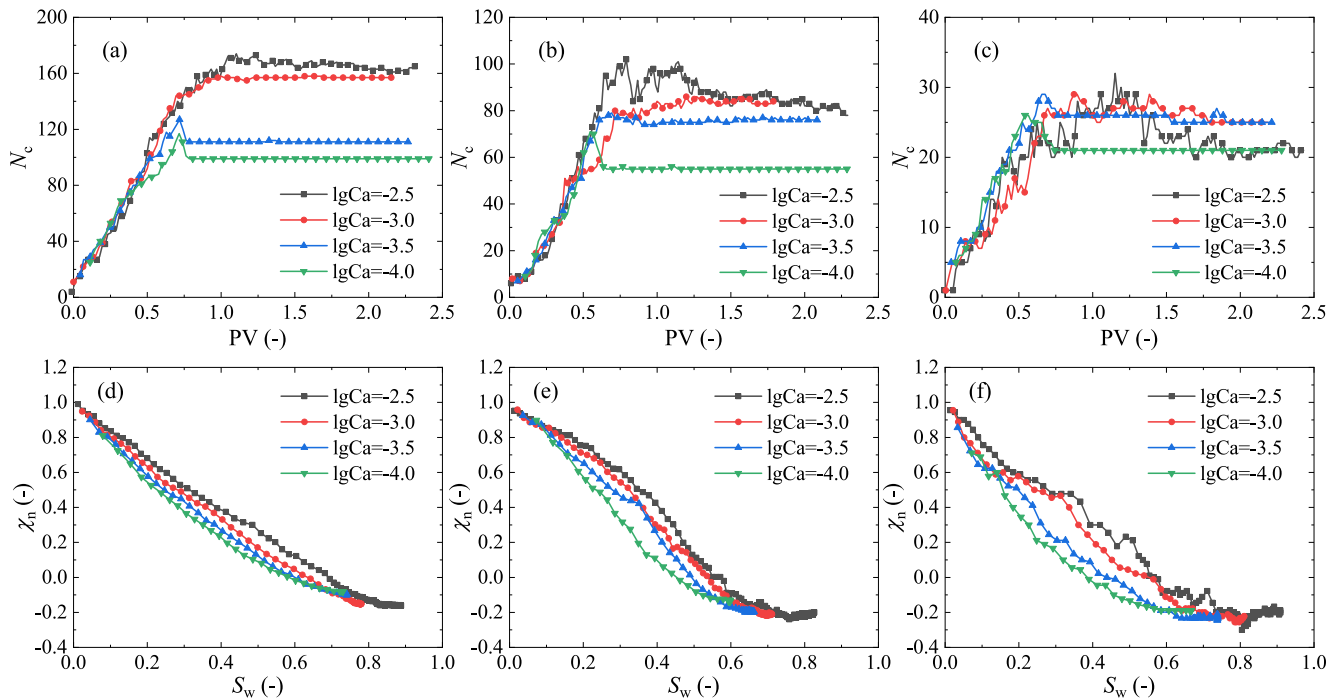 (a)
N_c
200
160
120
80
40
0
lgCa=-2.5
lgCa=-3.0
lgCa=-3.5
lgCa=-4.0
0.0 0.5 1.0 1.5 2.0 2.5
PV (-)
(b)
N_c
120
100
80
60
40
20
0
lgCa=-2.5
lgCa=-3.0
lgCa=-3.5
lgCa=-4.0
0.0 0.5 1.0 1.5 2.0 2.5
PV (-)
(c)
N_c
40
30
20
10
0
lgCa=-2.5
lgCa=-3.0
lgCa=-3.5
lgCa=-4.0
0.0 0.5 1.0 1.5 2.0 2.5
PV (-)
(d)
χ_n (-)
1.2
1.0
0.8
0.6
0.4
0.2
0.0
-0.2
-0.4
lgCa=-2.5
lgCa=-3.0
lgCa=-3.5
lgCa=-4.0
0.0 0.2 0.4 0.6 0.8 1.0
S_w (-)
(e)
χ_n (-)
1.2
1.0
0.8
0.6
0.4
0.2
0.0
-0.2
-0.4
lgCa=-2.5
lgCa=-3.0
lgCa=-3.5
lgCa=-4.0
0.0 0.2 0.4 0.6 0.8 1.0
S_w (-)
(f)
χ_n (-)
1.2
1.0
0.8
0.6
0.4
0.2
0.0
-0.2
-0.4
lgCa=-2.5
lgCa=-3.0
lgCa=-3.5
lgCa=-4.0
0.0 0.2 0.4 0.6 0.8 1.0
S_w (-)